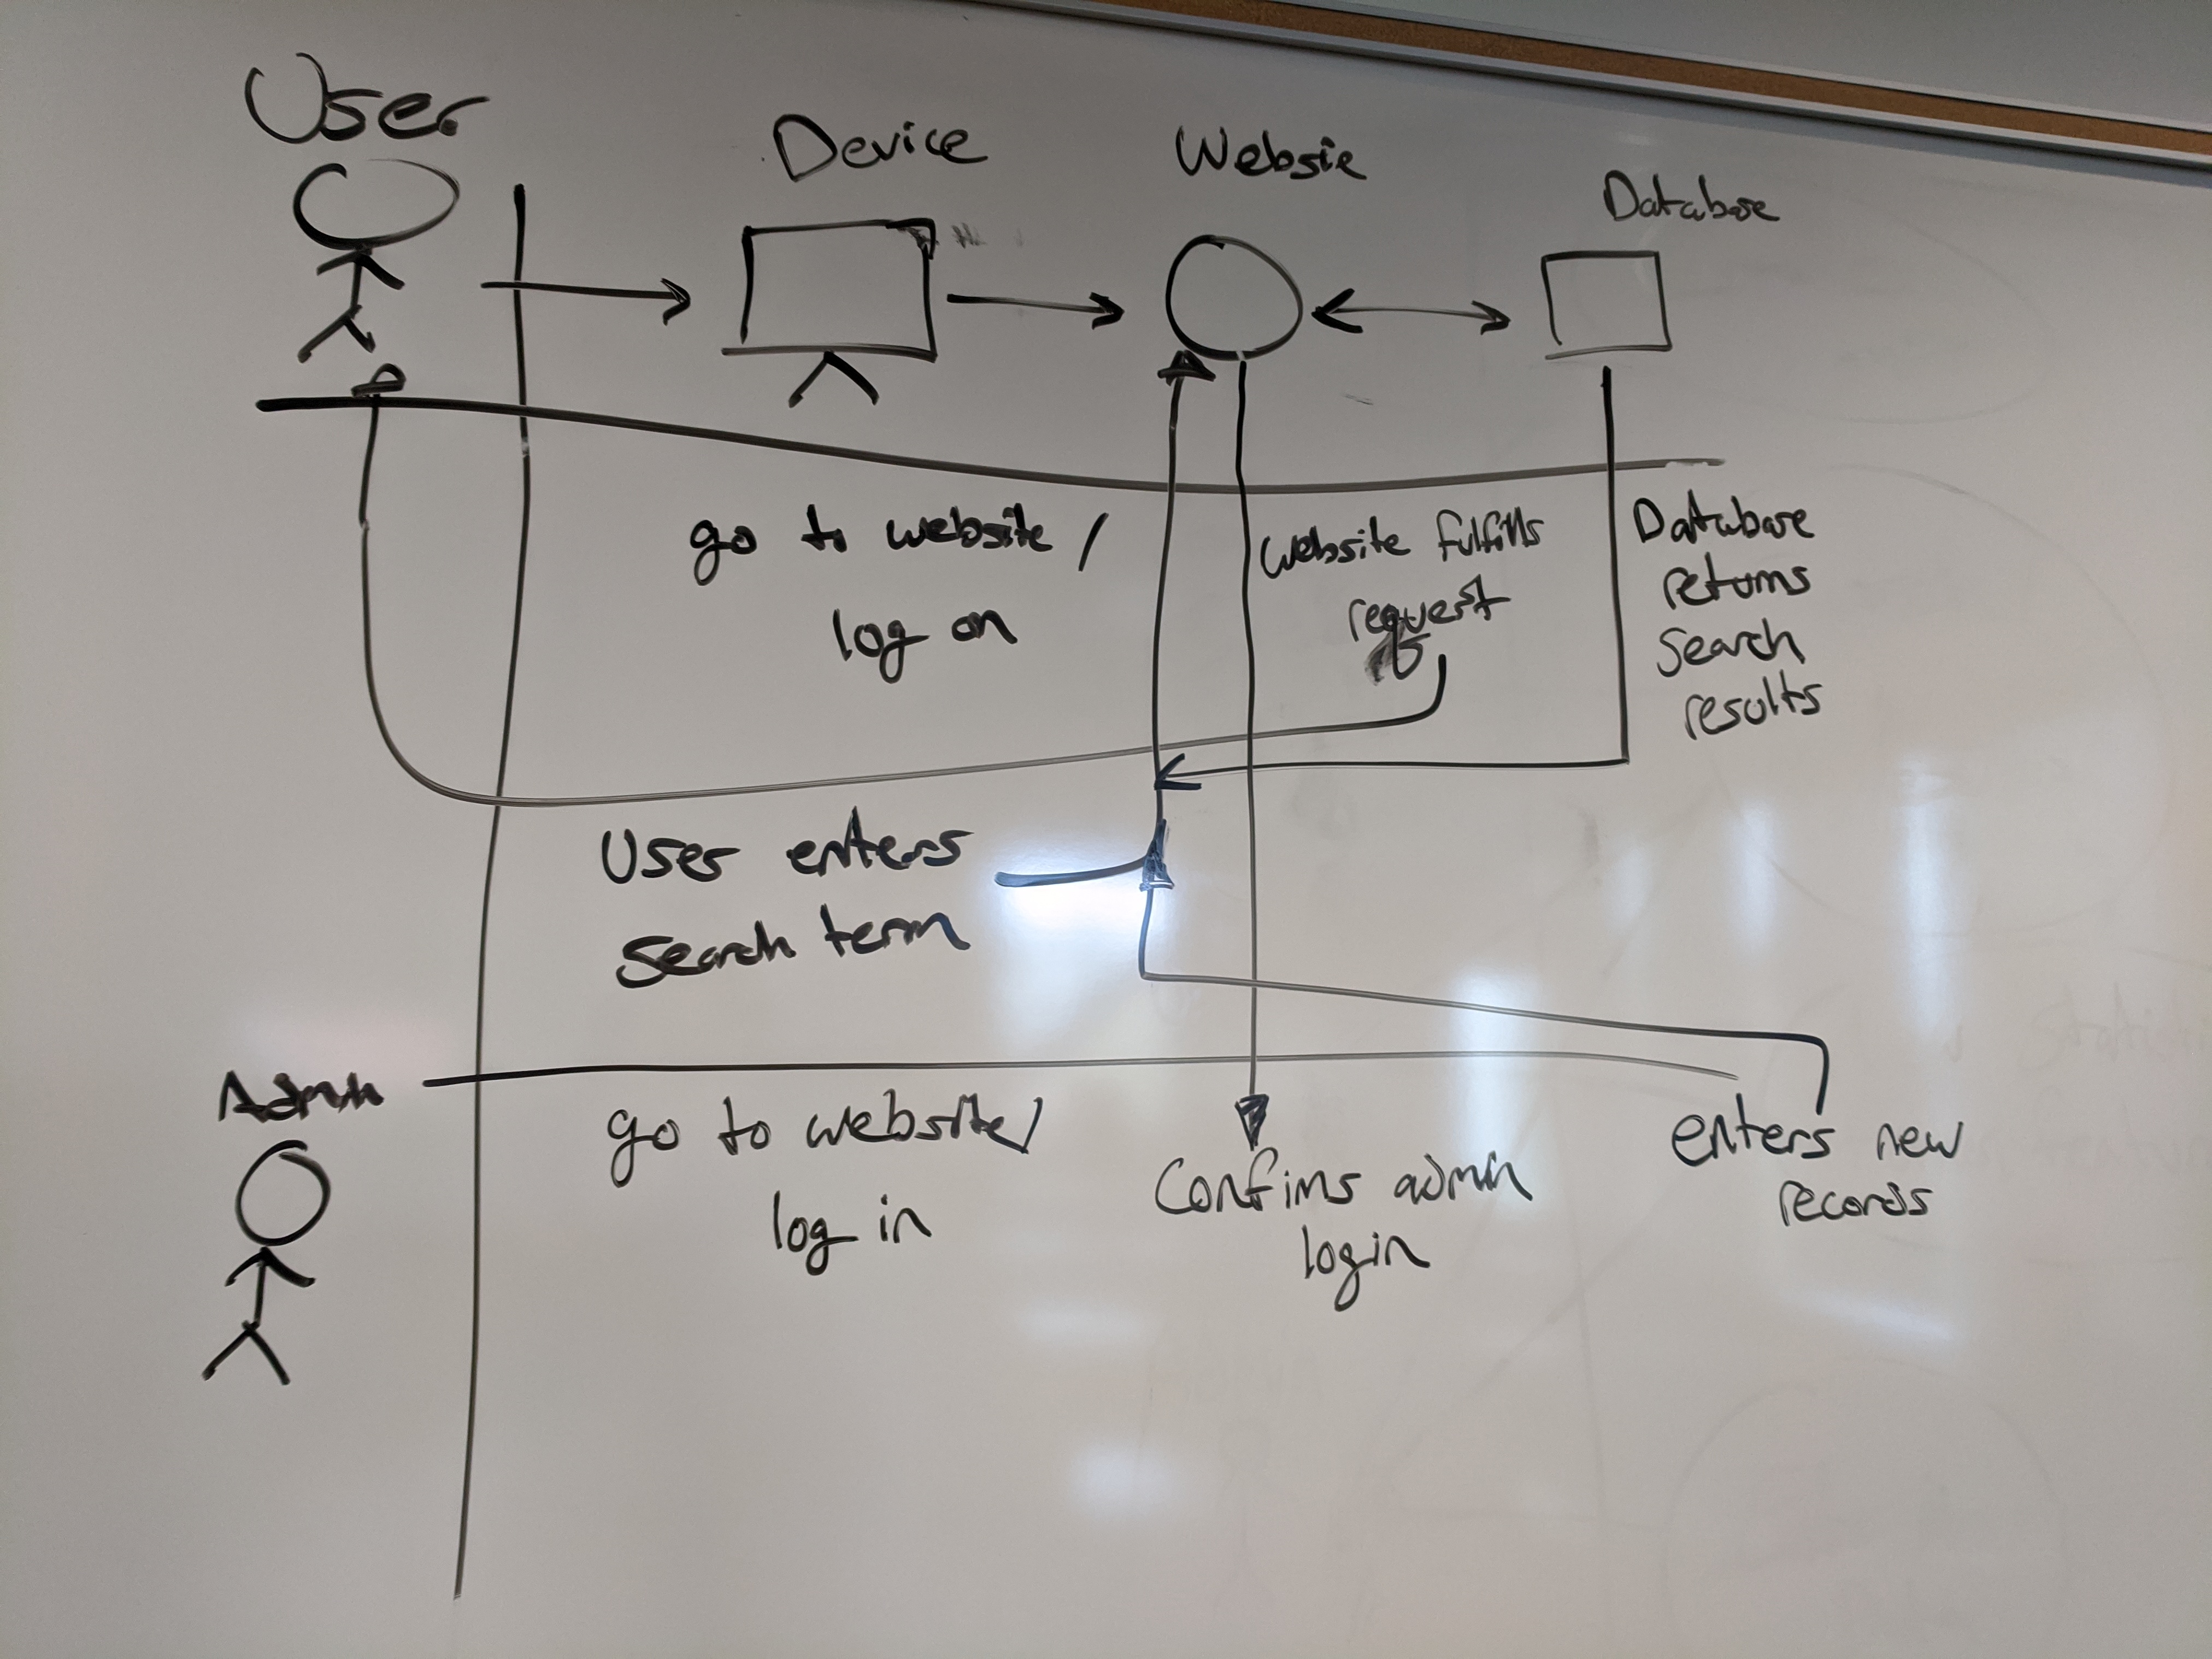 User
Device
Websie
Database
go to website /
log on
website fulfills
request
Database
returns
search
results
User enters
search term
Admin
go to website/
log in
Confims admin
login
enters new
records